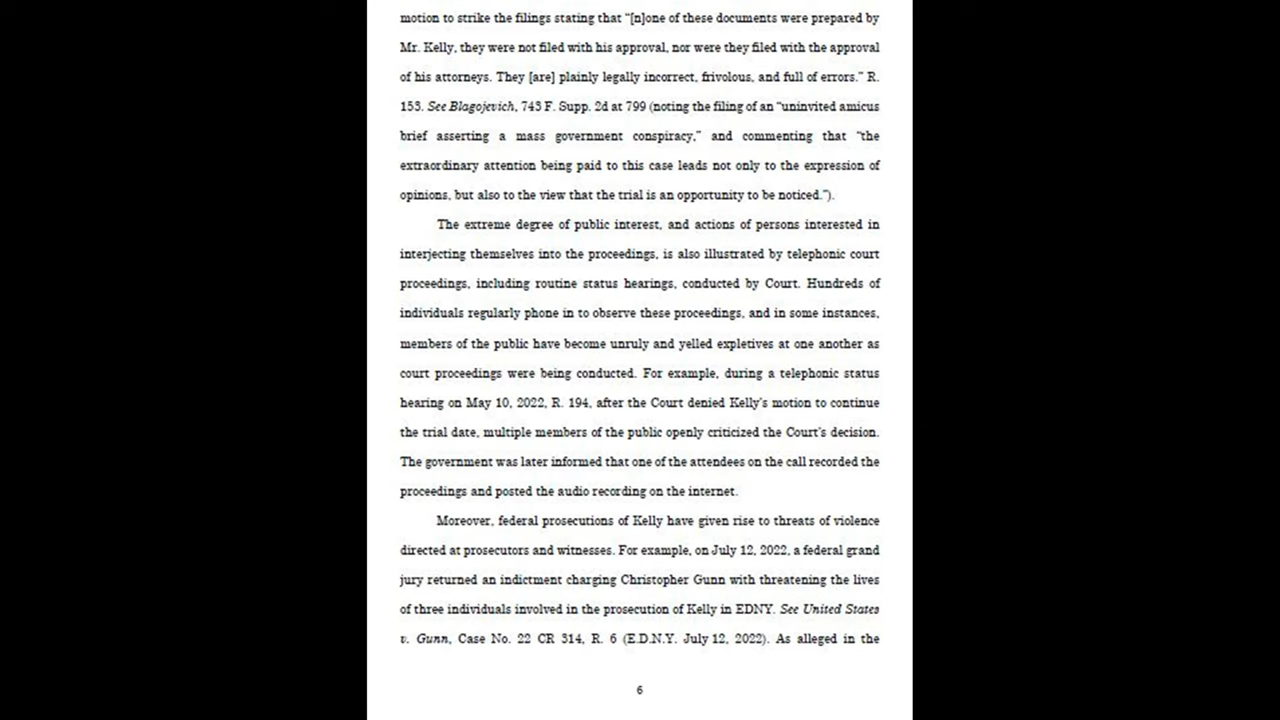 motion to strike the filings stating that “[n]one of these documents were prepared by
Mr. Kelly, they were not filed with his approval, nor were they filed with the approval
of his attorneys. They [are] plainly legally incorrect, frivolous, and full of errors.” R.
153. See Blagojevich, 743 F. Supp. 2d at 799 (noting the filing of an “uninvited amicus
brief asserting a mass government conspiracy,” and commenting that “the
extraordinary attention being paid to this case leads not only to the expression of
opinions, but also to the view that the trial is an opportunity to be noticed.”).
The extreme degree of public interest, and actions of persons interested in
interjecting themselves into the proceedings, is also illustrated by telephonic court
proceedings, including routine status hearings, conducted by Court. Hundreds of
individuals regularly phone in to observe these proceedings, and in some instances,
members of the public have become unruly and yelled expletives at one another as
court proceedings were being conducted. For example, during a telephonic status
hearing on May 10, 2022, R. 194, after the Court denied Kelly’s motion to continue
the trial date, multiple members of the public openly criticized the Court’s decision.
The government was later informed that one of the attendees on the call recorded the
proceedings and posted the audio recording on the internet.
Moreover, federal prosecutions of Kelly have given rise to threats of violence
directed at prosecutors and witnesses. For example, on July 12, 2022, a federal grand
jury returned an indictment charging Christopher Gunn with threatening the lives
of three individuals involved in the prosecution of Kelly in EDNY. See United States
v. Gunn, Case No. 22 CR 314, R. 6 (E.D.N.Y. July 12, 2022). As alleged in the
6